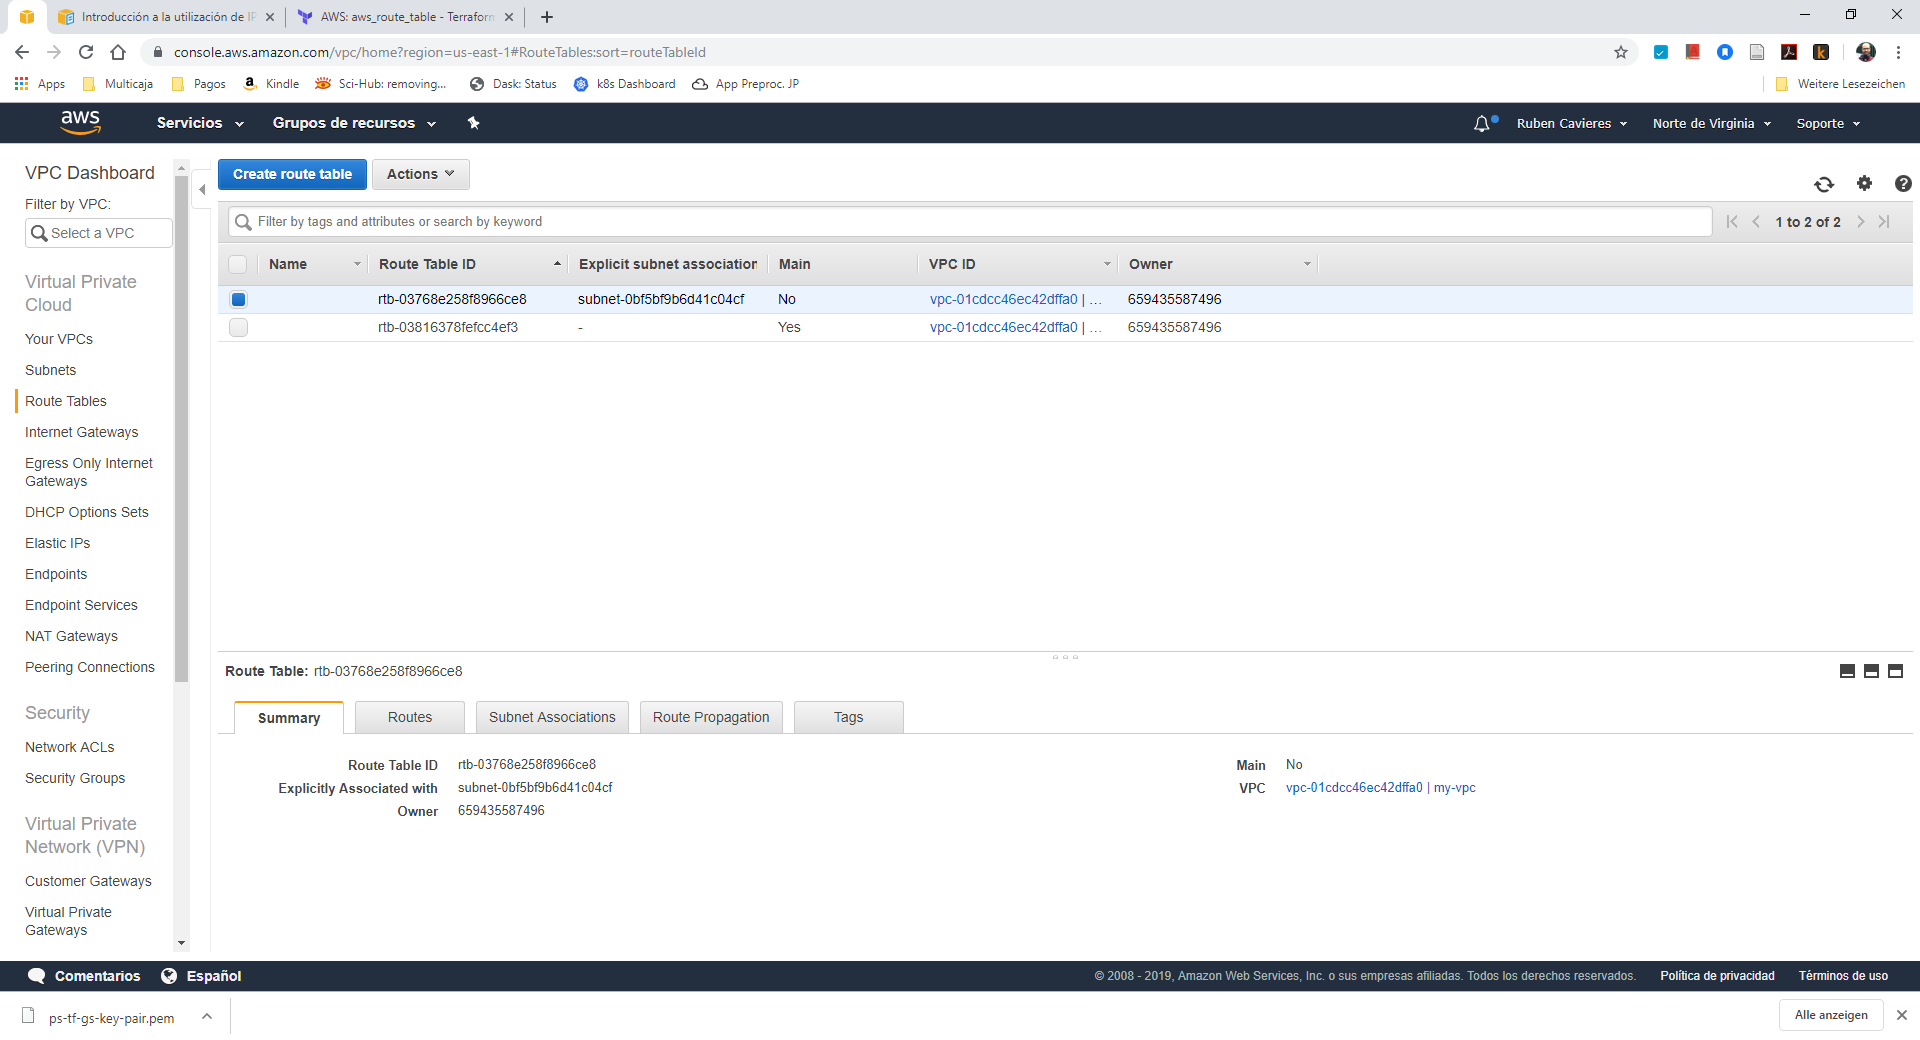 Introducción a la utilización de IP
AWS: aws_route_table - Terraform
console.aws.amazon.com/vpc/home?region=us-east-1#RouteTables:sort=routeTableId
Apps Multicaja Pagos Kindle Sci-Hub: removing... Dask: Status k8s Dashboard App Preproc. JP Weitere Lesezeichen
aws Servicios Grupos de recursos Ruben Cavieres Norte de Virginia Soporte
VPC Dashboard
Filter by VPC:
Select a VPC
Virtual Private
Cloud
Your VPCs
Subnets
Route Tables
Internet Gateways
Egress Only Internet
Gateways
DHCP Options Sets
Elastic IPs
Endpoints
Endpoint Services
NAT Gateways
Peering Connections
Security
Network ACLs
Security Groups
Virtual Private
Network (VPN)
Customer Gateways
Virtual Private
Gateways
Create route table Actions
Filter by tags and attributes or search by keyword 1 to 2 of 2
Name Route Table ID Explicit subnet association Main VPC ID Owner
rtb-03768e258f8966ce8 subnet-0bf5bf9b6d41c04cf No vpc-01cdcc46ec42dffa0 | ... 659435587496
rtb-03816378fefcc4ef3 - Yes vpc-01cdcc46ec42dffa0 | ... 659435587496
Route Table: rtb-03768e258f8966ce8
Summary Routes Subnet Associations Route Propagation Tags
Route Table ID rtb-03768e258f8966ce8 Main No
Explicitly Associated with subnet-0bf5bf9b6d41c04cf VPC vpc-01cdcc46ec42dffa0 | my-vpc
Owner 659435587496
Comentarios Español © 2008 - 2019, Amazon Web Services, Inc. o sus empresas afiliadas. Todos los derechos reservados. Política de privacidad Términos de uso
ps-tf-gs-key-pair.pem Alle anzeigen